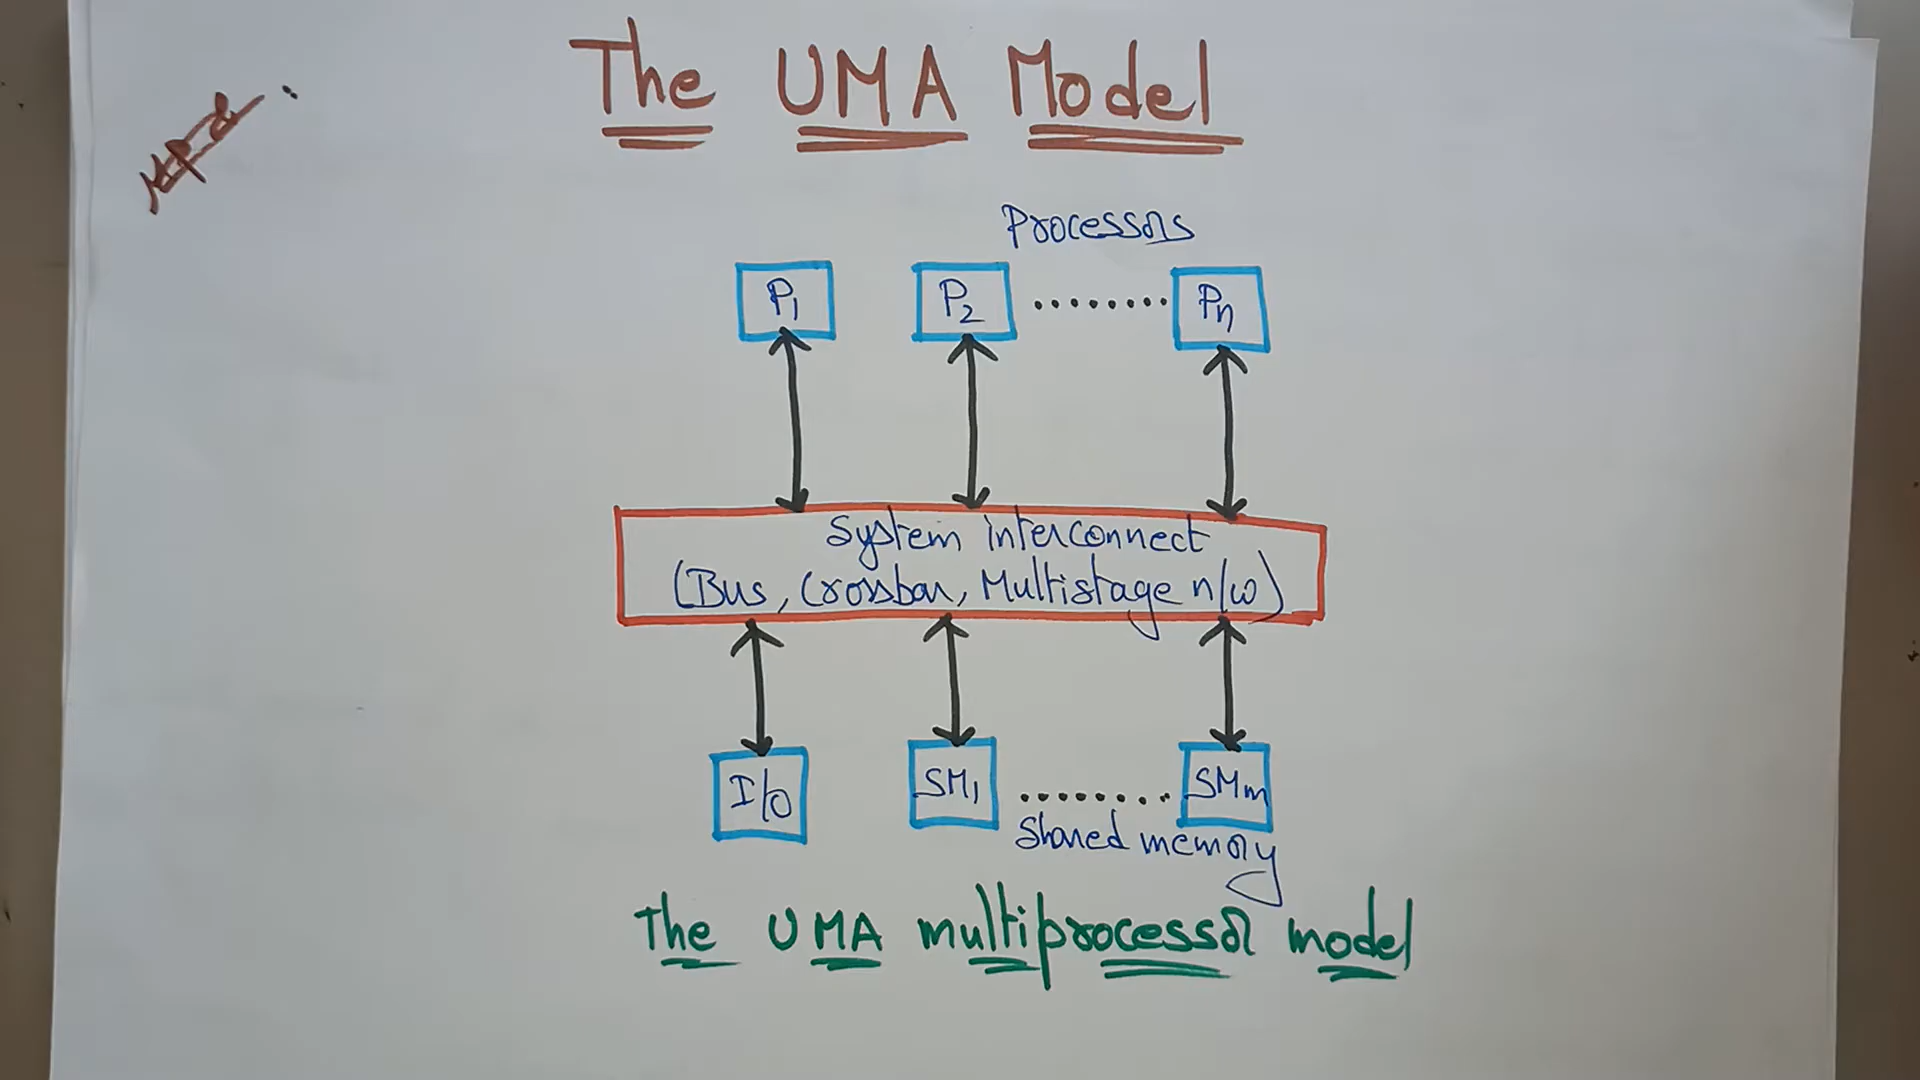 The UMA Model
Processors
P1 P2 ........ Pn
System interconnect
(Bus, Crossbar, Multistage n/w)
I/O SM1 ........ SMm
Shared memory
The UMA multiprocessor model